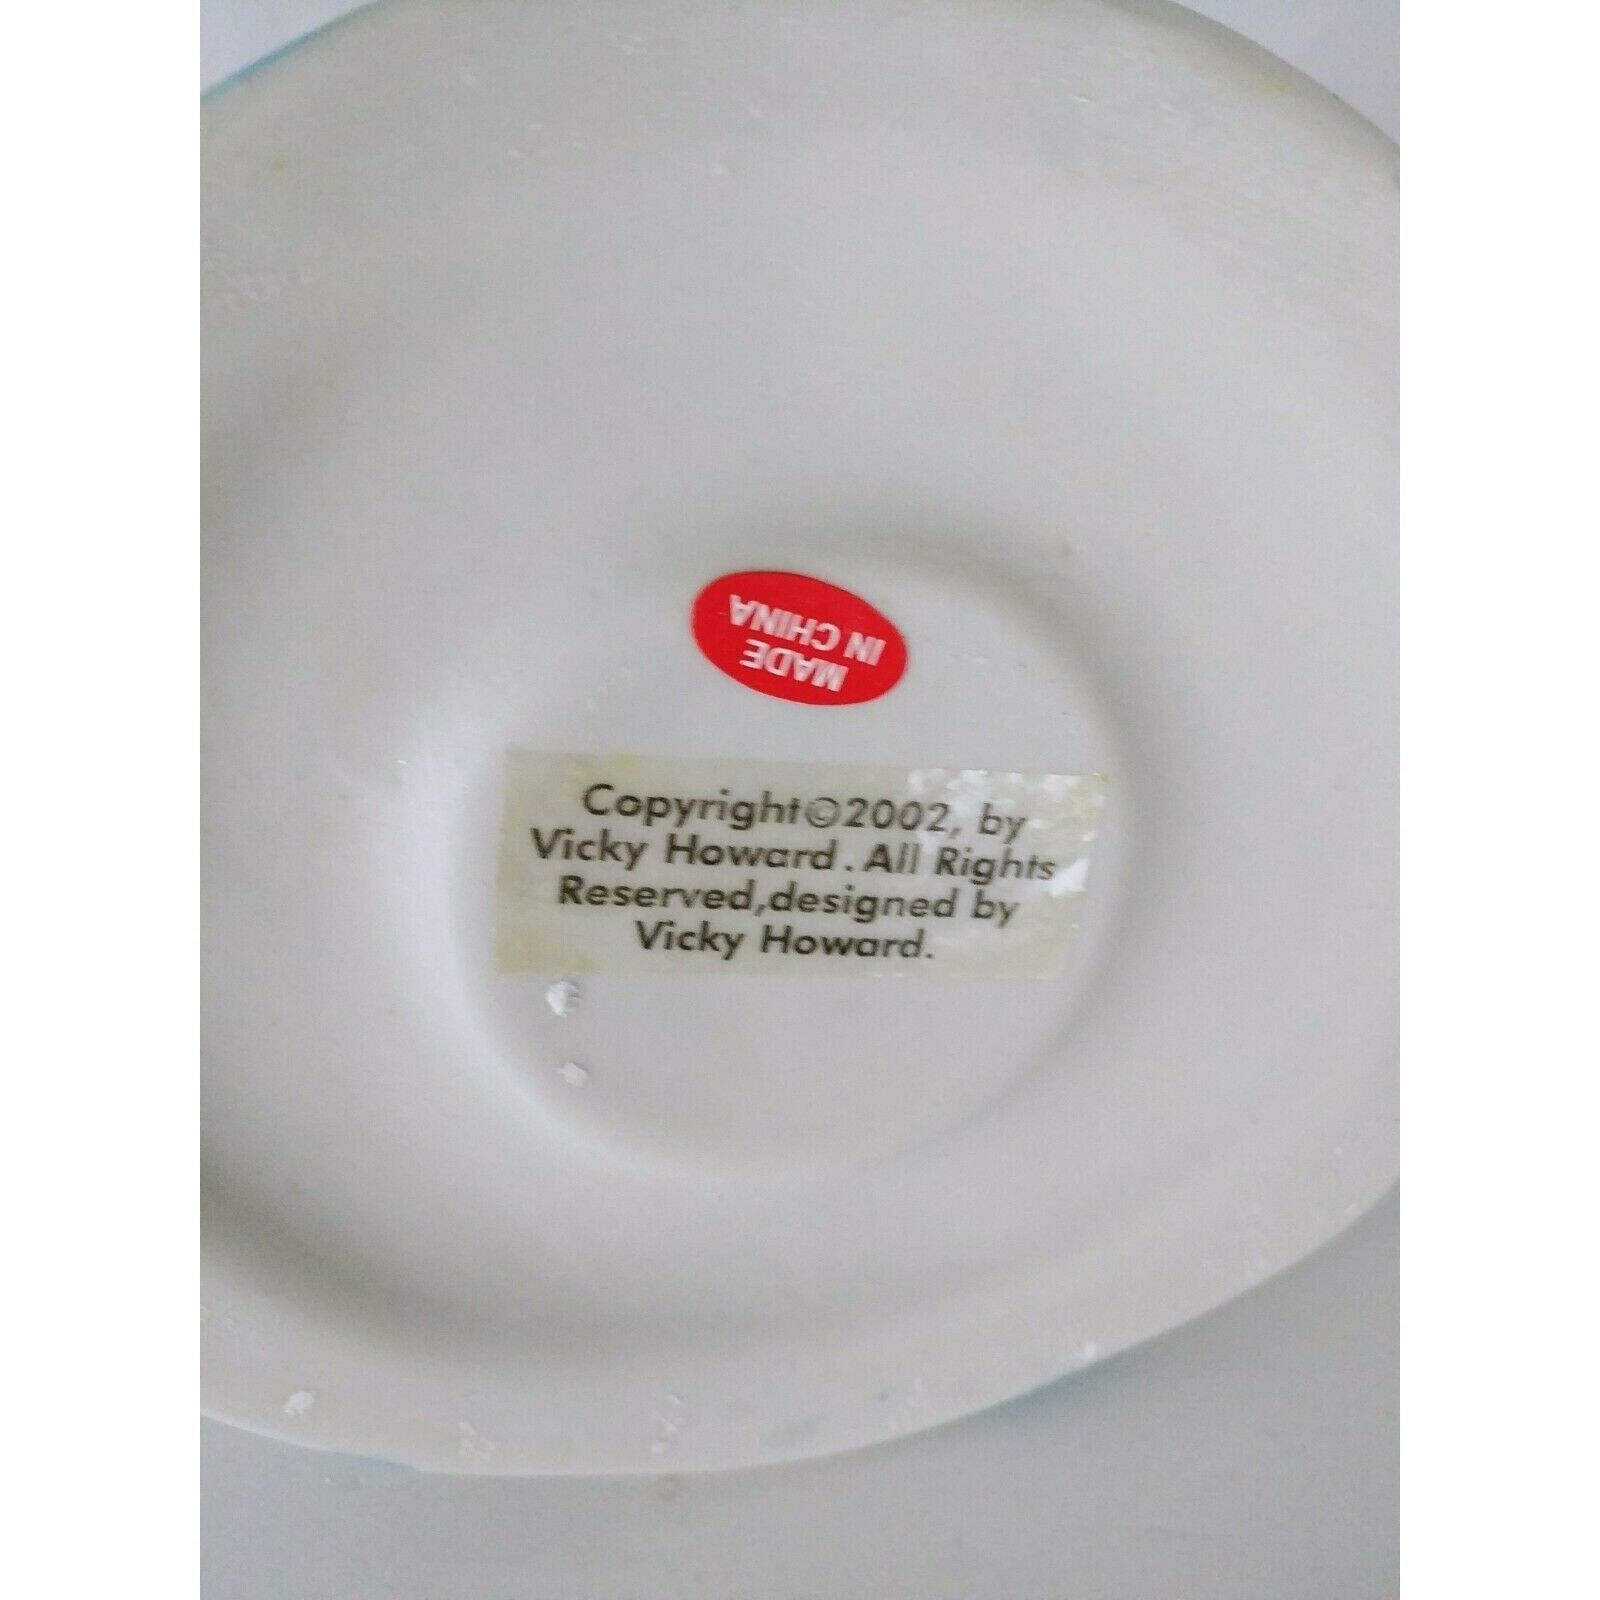 MADE
IN CHINA
Copyright©2002, by
Vicky Howard. All Rights
Reserved,designed by
Vicky Howard.